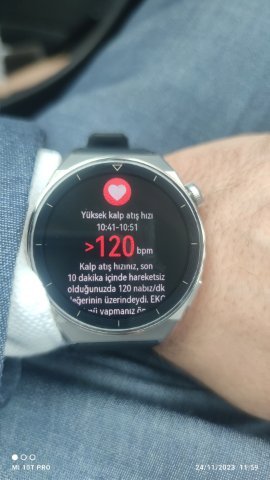 Yüksek kalp atış hızı
10:41-10:51
>120 bpm
Kalp atış hızınız, son
10 dakika içinde hareketsiz
olduğunuzda 120 nabız/dk
değerinin üzerindeydi. EKG
yapmanız
MI 10T PRO
24/11/2023 11:59